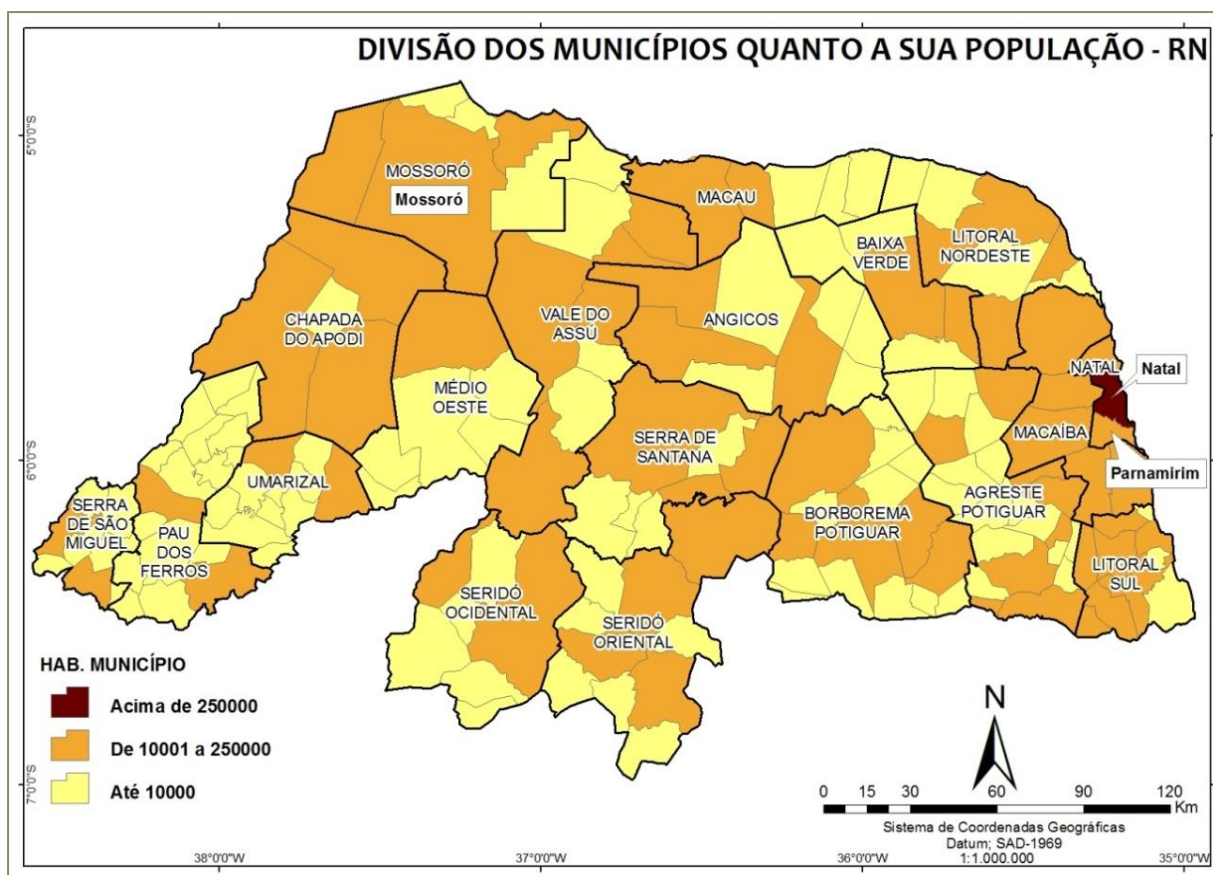 DIVISÃO DOS MUNICÍPIOS QUANTO A SUA POPULAÇÃO - RN
5°0'0"S
6°0'0"S
7°0'0"S
MOSSORÓ
Mossoró
MACAU
BAIXA
VERDE
LITORAL
NORDESTE
CHAPADA
DO APODI
VALE DO
ASSÚ
ANGICOS
MÉDIO
OESTE
NATAL
Natal
SERRA DE
SANTANA
MACAÍBA
Parnamirim
UMARIZAL
SERRA
DE SÃO
MIGUEL
PAU
DOS
FERROS
BORBOREMA
POTIGUAR
AGRESTE
POTIGUAR
LITORAL
SUL
SERIDÓ
OCIDENTAL
SERIDÓ
ORIENTAL
HAB. MUNICÍPIO
Acima de 250000
De 10001 a 250000
Até 10000
N
0 15 30 60 90 120
Km
Sistema de Coordenadas Geográficas
Datum; SAD-1969
1:1.000.000
38°0'0"W 37°0'0"W 36°0'0"W 35°0'0"W